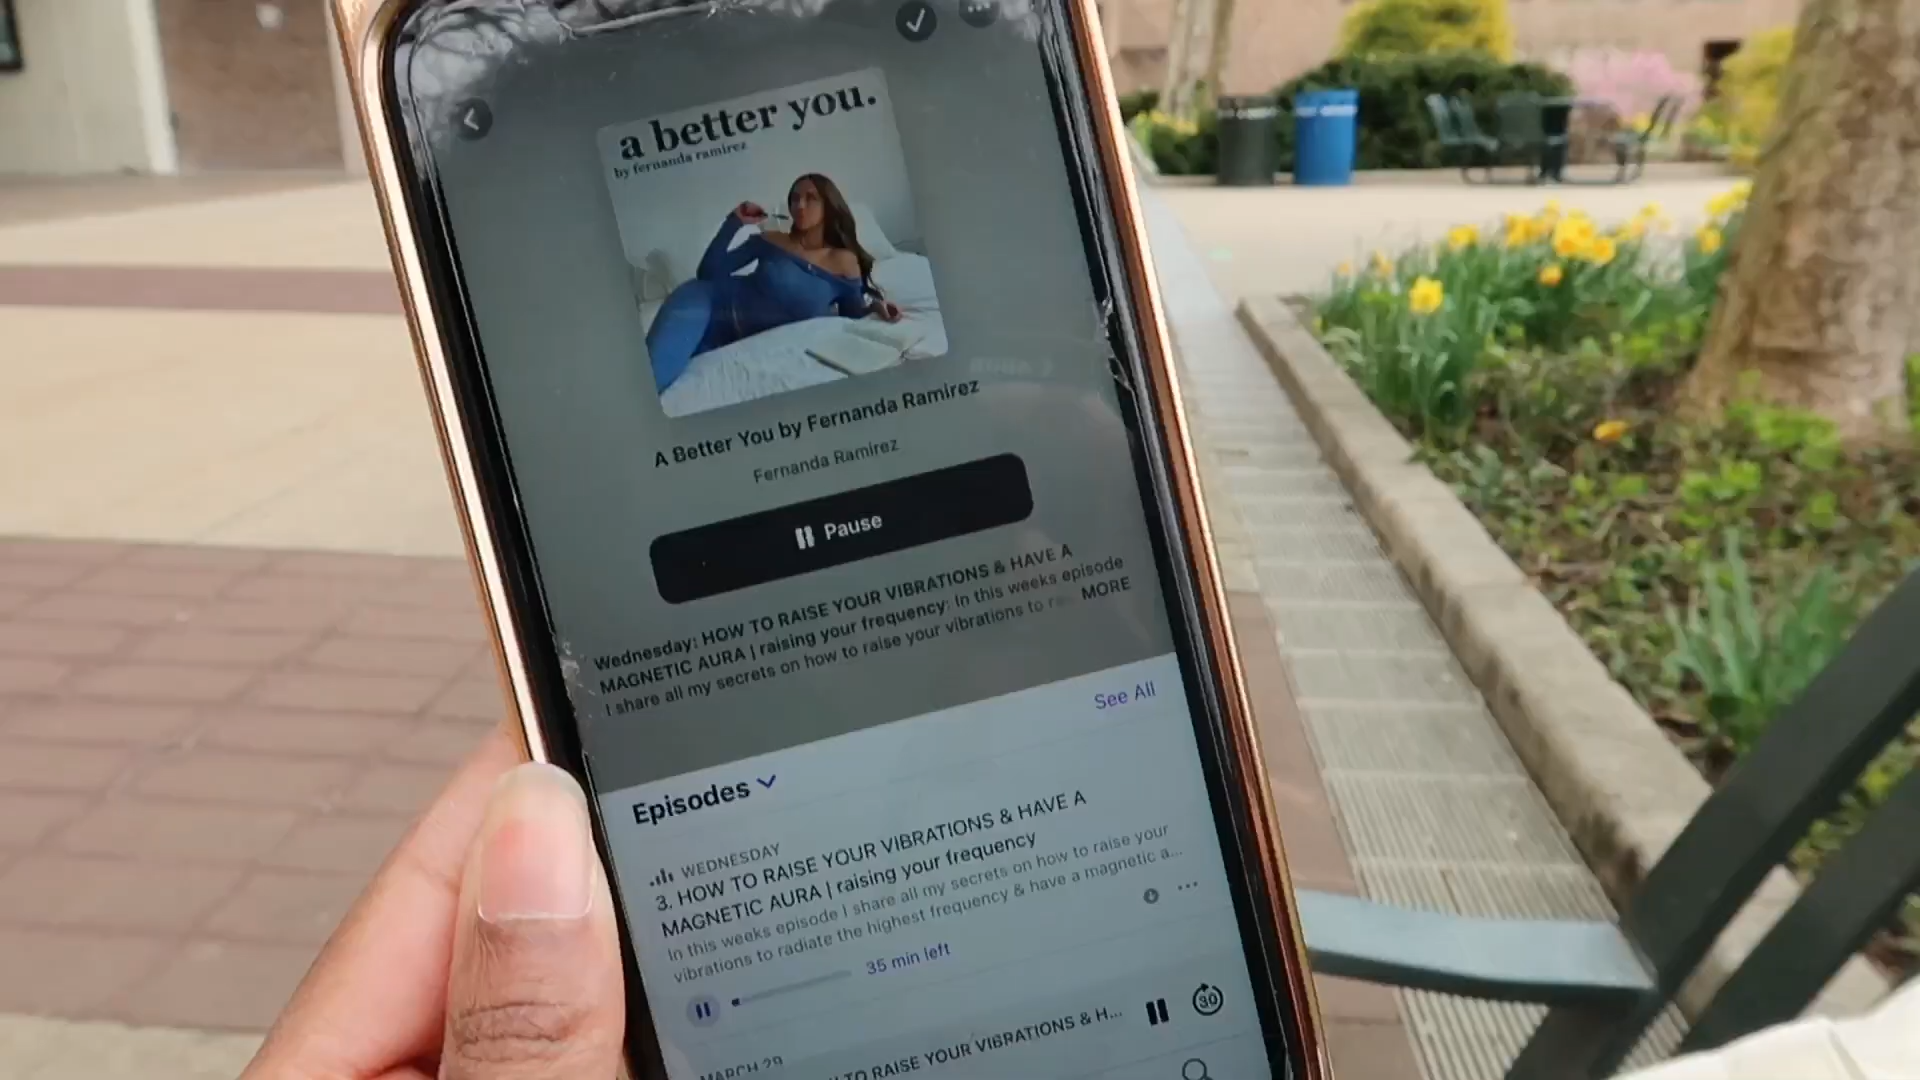 a better you.
by fernanda ramirez
A Better You by Fernanda Ramirez
Fernanda Ramirez
Pause
Wednesday: HOW TO RAISE YOUR VIBRATIONS & HAVE A
MAGNETIC AURA | raising your frequency: In this weeks episode
I share all my secrets on how to raise your vibrations to MORE
See All
Episodes
WEDNESDAY
3. HOW TO RAISE YOUR VIBRATIONS & HAVE A
MAGNETIC AURA | raising your frequency
In this weeks episode I share all my secrets on how to raise your
vibrations to radiate the highest frequency & have a magnetic a...
35 min left
MARCH 29
TO RAISE YOUR VIBRATIONS & H...
30